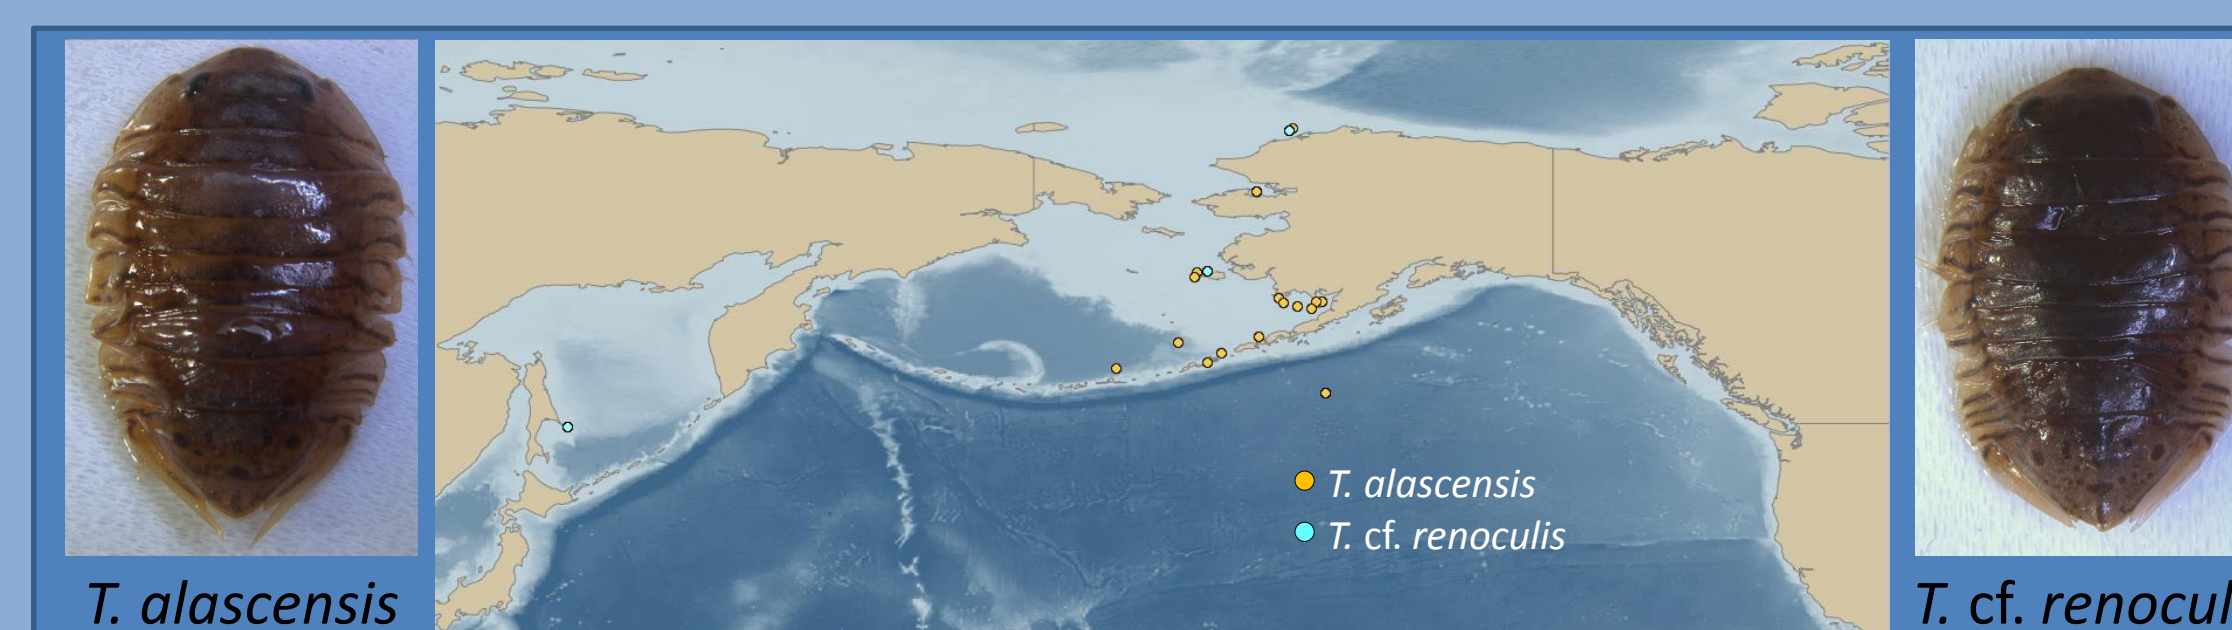 T. alascensis
T. cf. renoculis
T. alascensis
T. cf. renocul